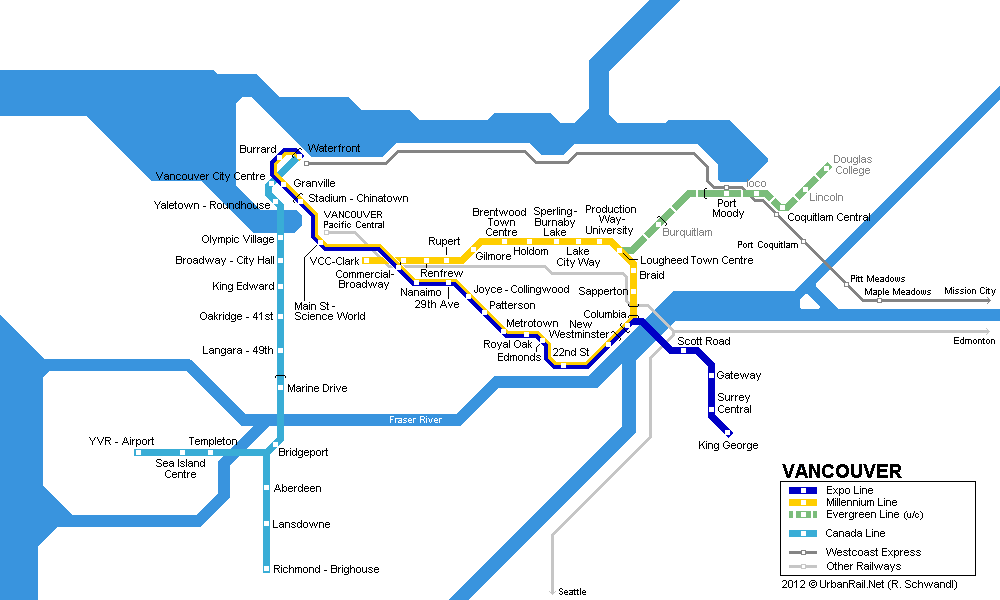 Burrard
Waterfront
Vancouver City Centre
Granville
Yaletown - Roundhouse
Stadium - Chinatown
VANCOUVER
Pacific Central
Olympic Village
Broadway - City Hall
King Edward
Oakridge - 41st
Langara - 49th
Marine Drive
Main St -
Science World
VCC-Clark
Commercial-
Broadway
Rupert
Renfrew
Nanaimo
29th Ave
Brentwood
Town
Centre
Gilmore
Holdom
Sperling-
Burnaby
Lake
Lake
City Way
Production
Way-
University
Burquitlam
Port
Moody
Ioco
Douglas
College
Lincoln
Coquitlam Central
Port Coquitlam
Pitt Meadows
Maple Meadows
Mission City
Lougheed Town Centre
Braid
Sapperton
Columbia
New
Westminster
Joyce - Collingwood
Patterson
Metrotown
Royal Oak
Edmonds
22nd St
Scott Road
Gateway
Surrey
Central
King George
Edmonton
Seattle
Fraser River
YVR - Airport
Templeton
Sea Island
Centre
Bridgeport
Aberdeen
Lansdowne
Richmond - Brighouse
VANCOUVER
Expo Line
Millennium Line
Evergreen Line (u/c)
Canada Line
Westcoast Express
Other Railways
2012 © UrbanRail.Net (R. Schwandl)